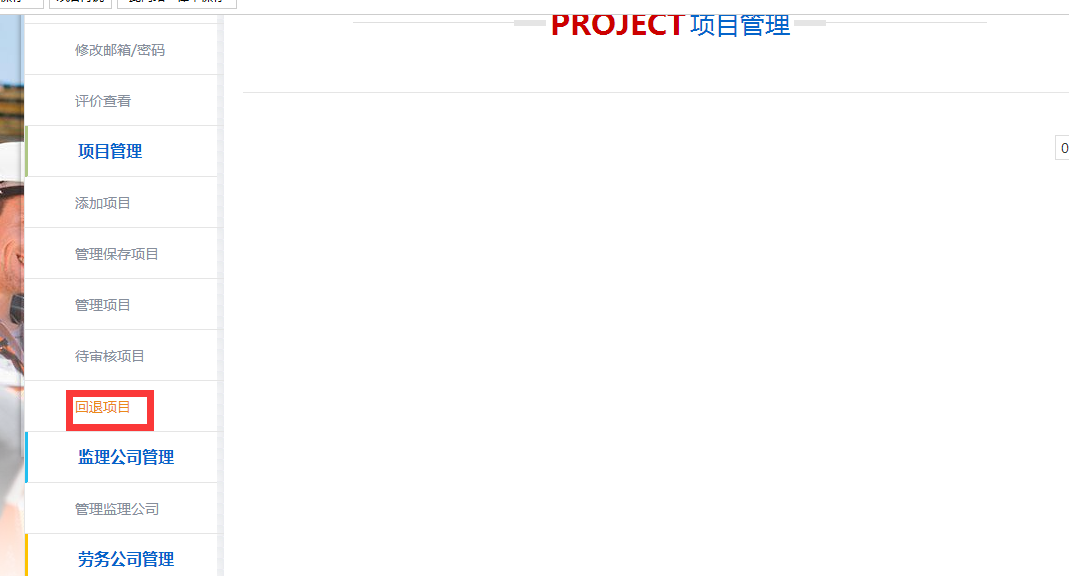 PROJECT 项目管理
修改邮箱/密码
评价查看
项目管理
0
添加项目
管理保存项目
管理项目
待审核项目
回退项目
监理公司管理
管理监理公司
劳务公司管理